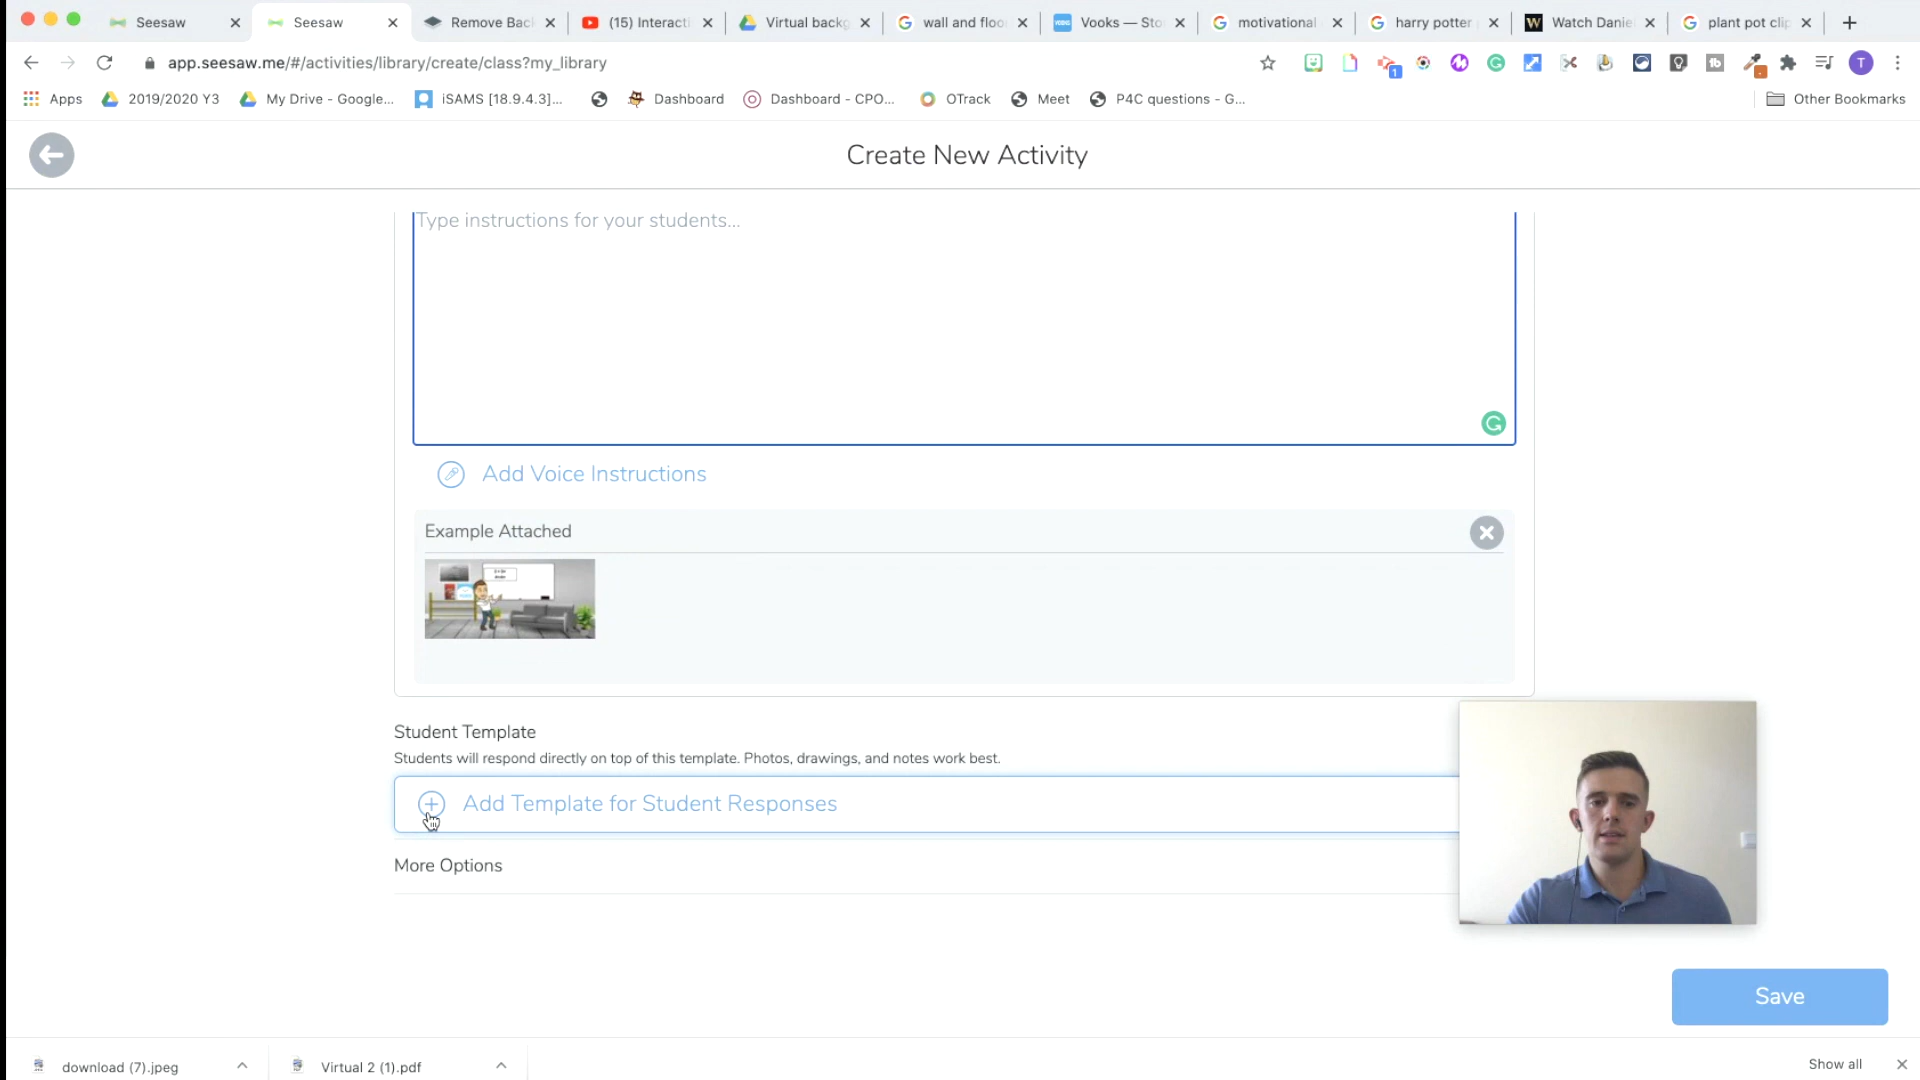 Seesaw
Seesaw
Remove Bac
(15) Interacti
Virtual backg
wall and floo
Vooks — Sto
motivational
harry potter
Watch Danie
plant pot clip
app.seesaw.me/#/activities/library/create/class?my_library
1
T
Apps
2019/2020 Y3
My Drive - Google...
iSAMS [18.9.4.3]...
Dashboard
Dashboard - CPO...
OTrack
Meet
P4C questions - G...
Other Bookmarks
Create New Activity
Type instructions for your students...
Add Voice Instructions
Example Attached
Student Template
Students will respond directly on top of this template. Photos, drawings, and notes work best.
Add Template for Student Responses
More Options
Save
download (7).jpeg
Virtual 2 (1).pdf
Show all